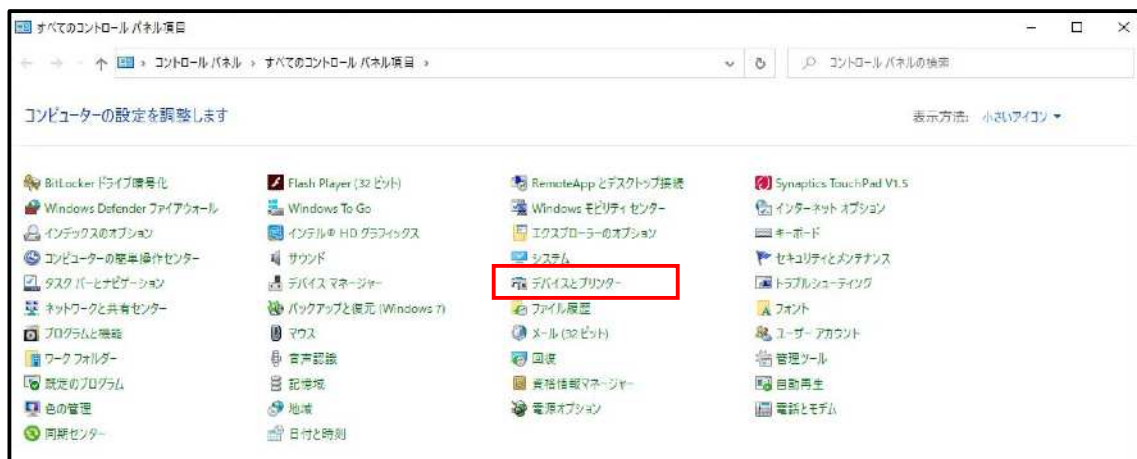 すべてのコントロール パネル項目
コントロール パネル › すべてのコントロール パネル項目 ›
コントロール パネルの検索
コンピューターの設定を調整します
表示方法: 小さいアイコン
BitLocker ドライブ暗号化 Flash Player (32 ビット) RemoteApp とデスクトップ接続 Synaptics TouchPad V1.5
Windows Defender ファイアウォール Windows To Go Windows モビリティ センター インターネット オプション
インデックスのオプション インテル® HD グラフィックス エクスプローラーのオプション キーボード
コンピューターの簡単操作センター サウンド システム セキュリティとメンテナンス
タスク バーとナビゲーション デバイス マネージャー デバイスとプリンター トラブルシューティング
ネットワークと共有センター バックアップと復元 (Windows 7) ファイル履歴 フォント
プログラムと機能 マウス メール (32 ビット) ユーザー アカウント
ワーク フォルダー 音声認識 回復 管理ツール
既定のプログラム 記憶域 資格情報マネージャー 自動再生
色の管理 地域 電源オプション 電話とモデム
同期センター 日付と時刻